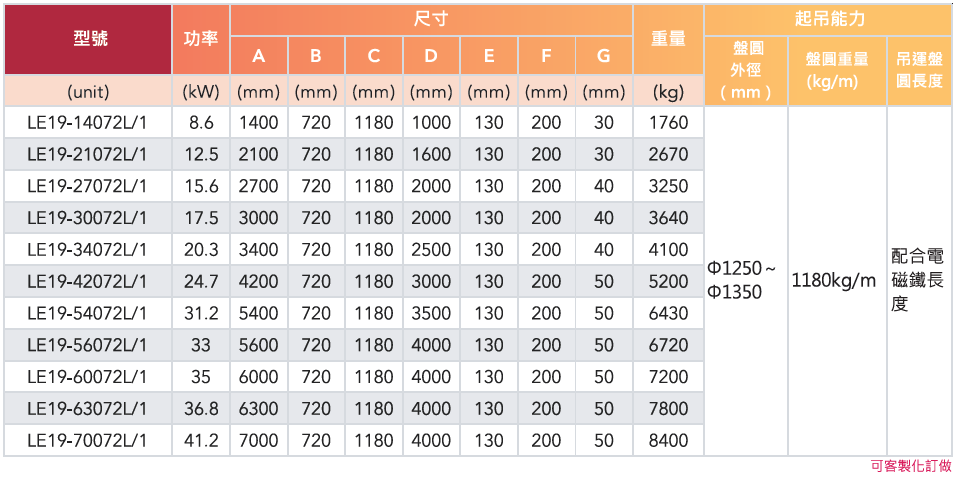 型號 功率 尺寸 重量 起吊能力
A B C D E F G 盤圓外徑(mm) 盤圓重量(kg/m) 吊運盤圓長度
(unit) (kW) (mm) (mm) (mm) (mm) (mm) (mm) (mm) (kg)
LE19-14072L/1 8.6 1400 720 1180 1000 130 200 30 1760
LE19-21072L/1 12.5 2100 720 1180 1600 130 200 30 2670
LE19-27072L/1 15.6 2700 720 1180 2000 130 200 40 3250
LE19-30072L/1 17.5 3000 720 1180 2000 130 200 40 3640
LE19-34072L/1 20.3 3400 720 1180 2500 130 200 40 4100
LE19-42072L/1 24.7 4200 720 1180 3000 130 200 50 5200
LE19-54072L/1 31.2 5400 720 1180 3500 130 200 50 6430
LE19-56072L/1 33 5600 720 1180 4000 130 200 50 6720
LE19-60072L/1 35 6000 720 1180 4000 130 200 50 7200
LE19-63072L/1 36.8 6300 720 1180 4000 130 200 50 7800
LE19-70072L/1 41.2 7000 720 1180 4000 130 200 50 8400
Φ1250~
Φ1350
1180kg/m
配合電
磁鐵長
度
可客製化訂做